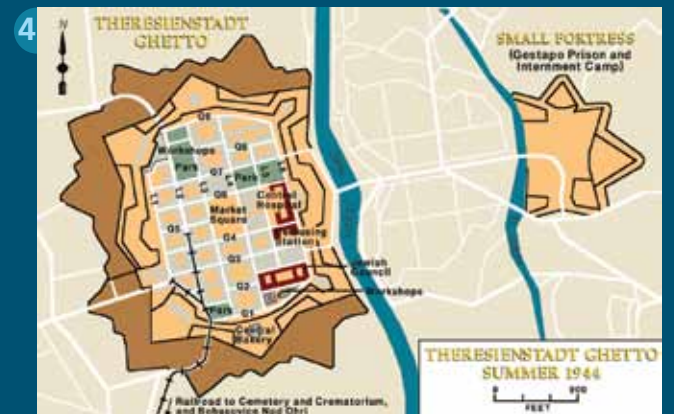 4
N
THERESIENSTADT
GHETTO
SMALL FORTRESS
(Gestapo Prison and
Internment Camp)
Q9
Workshops
Park
Q8
Q7
Park
Q6
Central
Hospital
Market
Square
Q5
Q4
Delousing
Stations
Q3
Jewish
Council
Q2
Workshops
Park
Q1
Central
Bakery
THERESIENSTADT GHETTO
SUMMER 1944
0
FEET
Railroad to Cemetery and Crematorium,
and Bohusovice Nad Ohri